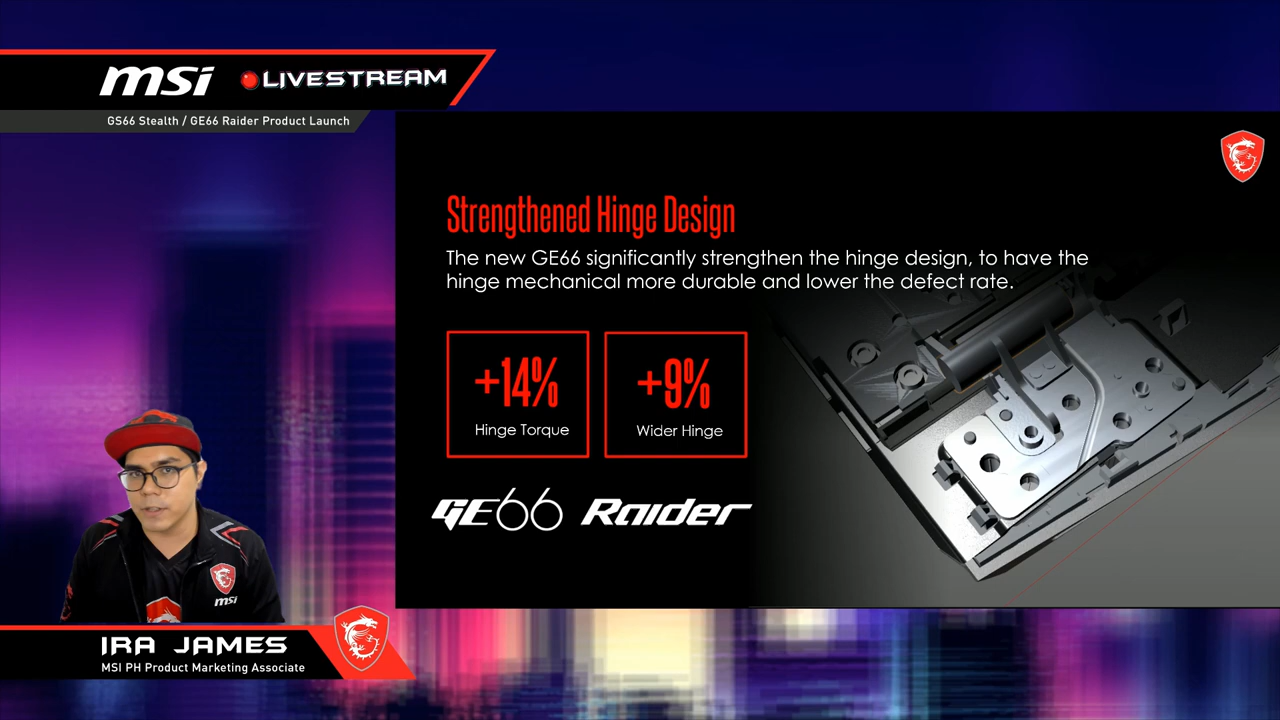 msi LIVESTREAM
GS66 Stealth / GE66 Raider Product Launch
Strengthened Hinge Design
The new GE66 significantly strengthen the hinge design, to have the
hinge mechanical more durable and lower the defect rate.
+14%
Hinge Torque
+9%
Wider Hinge
GE66 Raider
msi
IRA JAMES
MSI PH Product Marketing Associate